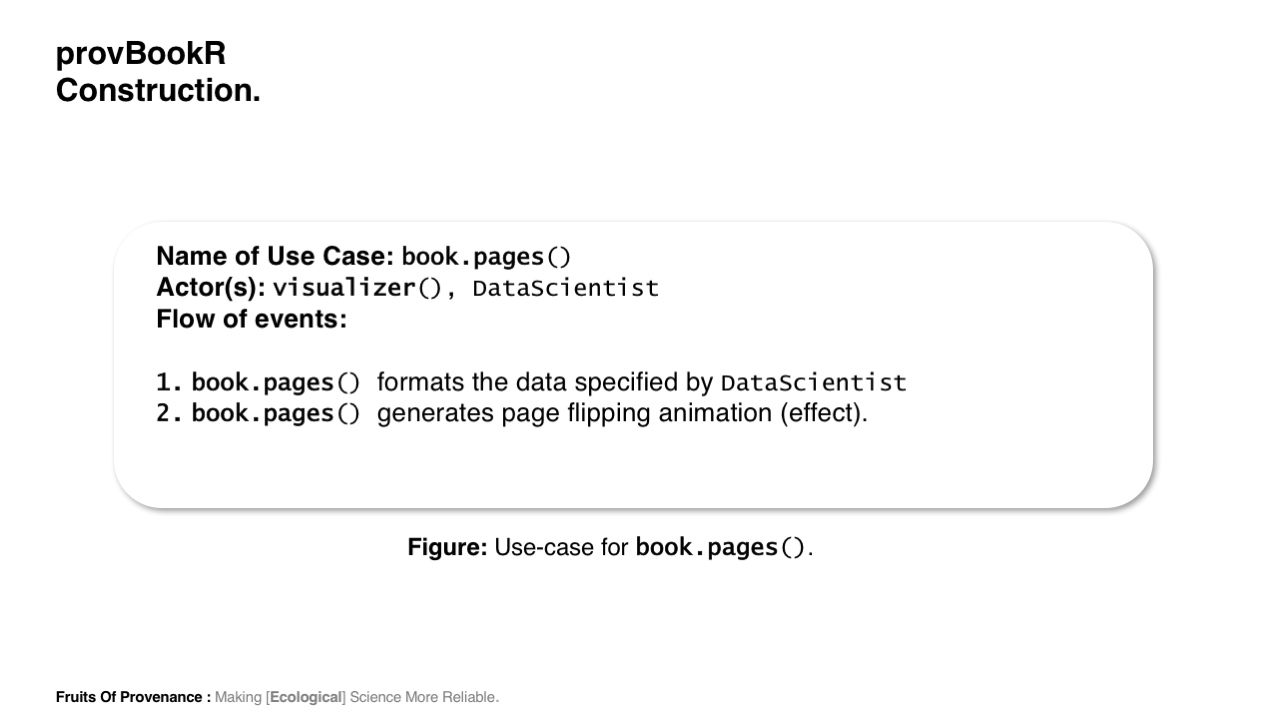 provBookR
Construction.
Name of Use Case: book.pages()
Actor(s): visualizer(), DataScientist
Flow of events:
1. book.pages() formats the data specified by DataScientist
2. book.pages() generates page flipping animation (effect).
Figure: Use-case for book.pages().
Fruits Of Provenance : Making [Ecological] Science More Reliable.